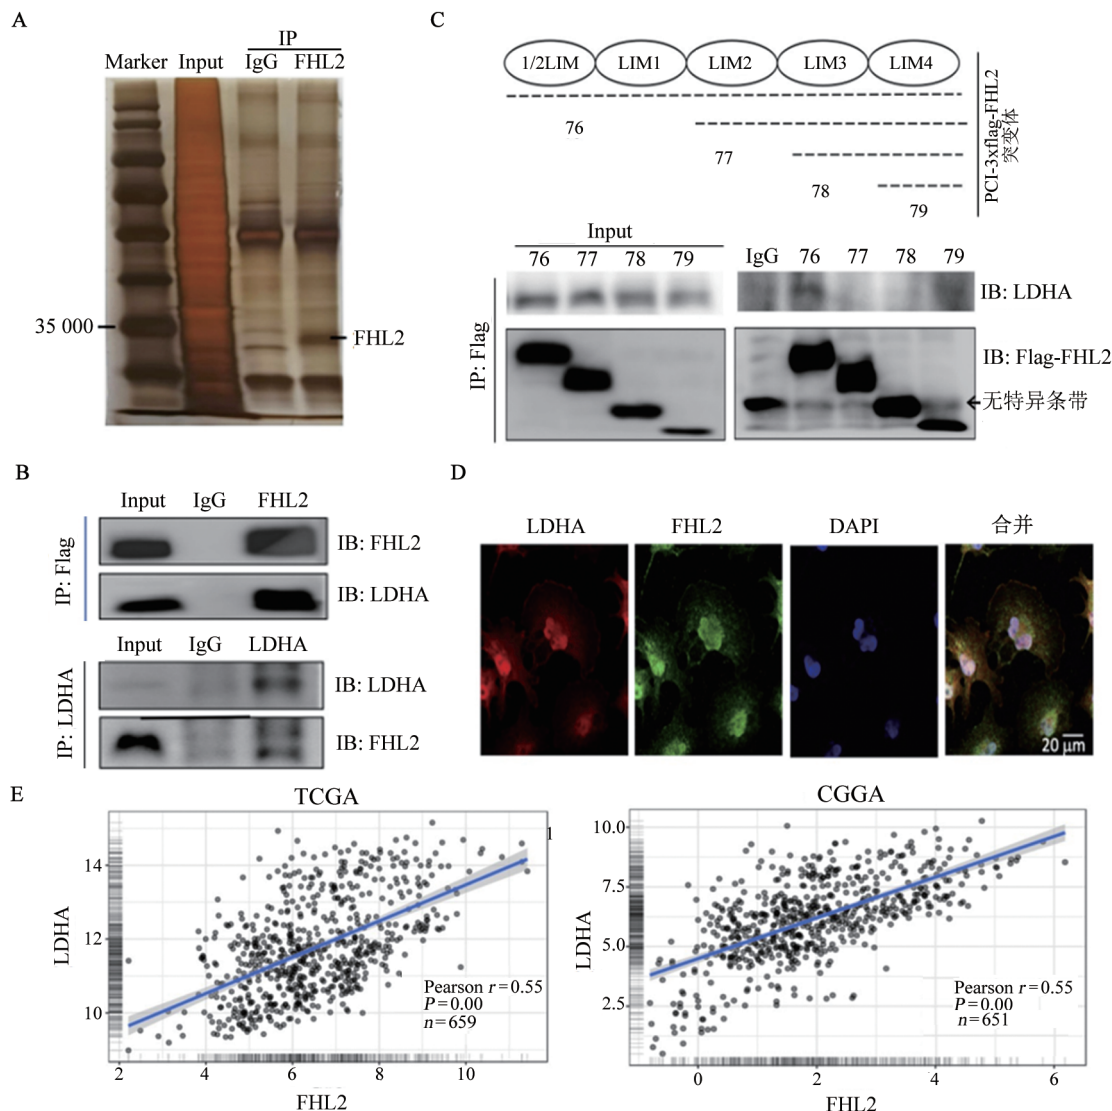 A
IP
Marker Input IgG FHL2
35 000
FHL2
B
Input IgG FHL2
IP: Flag
IB: FHL2
IB: LDHA
Input IgG LDHA
IP: LDHA
IB: LDHA
IB: FHL2
C
1/2LIM LIM1 LIM2 LIM3 LIM4
76
77
78
79
PCI-3xflag-FHL2
突变体
Input
76 77 78 79
IgG 76 77 78 79
IP: Flag
IB: LDHA
IB: Flag-FHL2
无特异条带
D
LDHA FHL2 DAPI 合并
20 μm
E
TCGA
1
LDHA
14
12
10
Pearson r=0.55
P=0.00
n=659
2 4 6 8 10
FHL2
CGGA
LDHA
10.0
7.5
5.0
2.5
Pearson r=0.55
P=0.00
n=651
0 2 4 6
FHL2